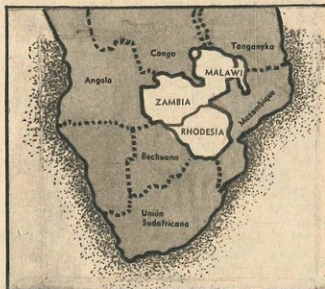 Congo
Tanganyka
Angola
MALAWI
ZAMBIA
Mozambique
RHODESIA
Bechuana
Unión
Sudafricana